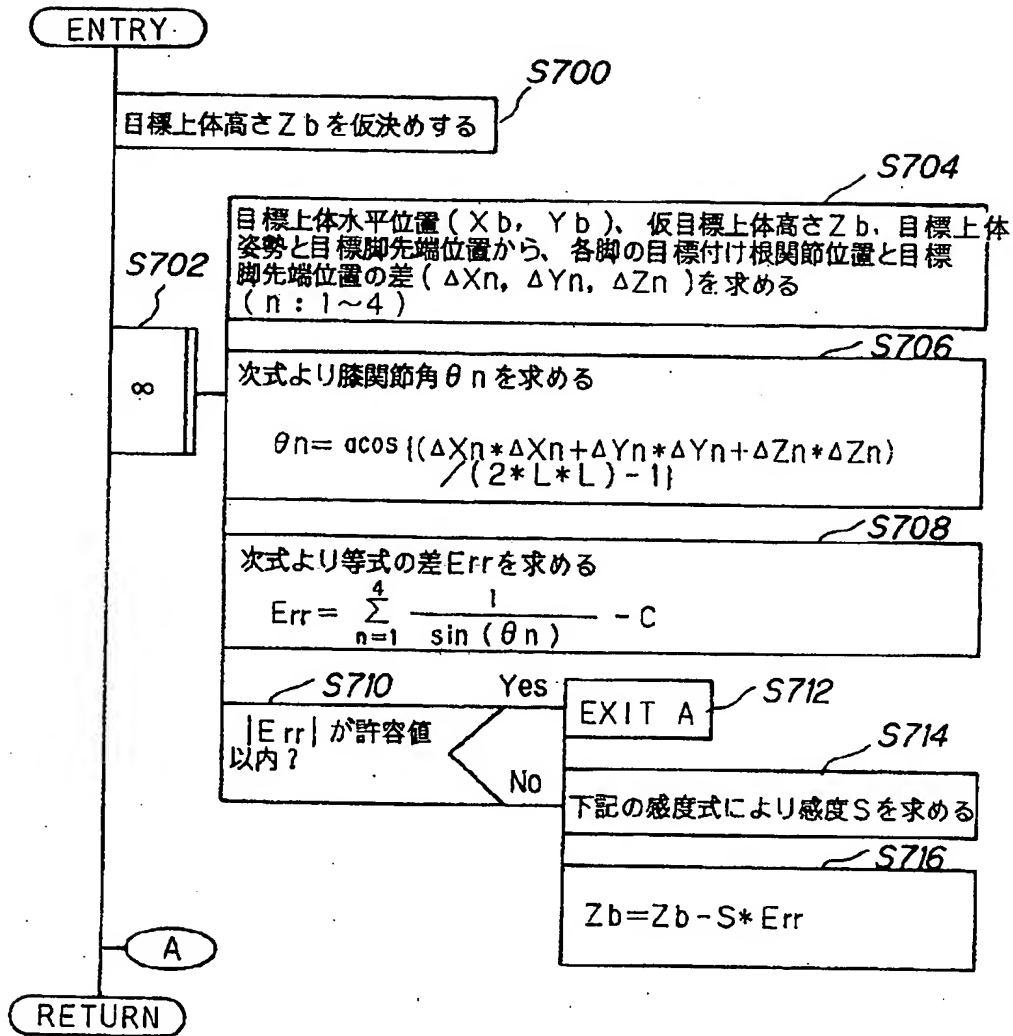 ENTRY
S700
目標上体高さZbを仮決めする
S704
目標上体水平位置(Xb, Yb)、仮目標上体高さZb, 目標上体
姿勢と目標脚先端位置から、各脚の目標付け根関節位置と目標
脚先端位置の差(ΔXn, ΔYn, ΔZn)を求める
(n:1~4)
S702
∞
S706
次式より膝関節角θnを求める
θn= acos{(ΔXn*ΔXn+ΔYn*ΔYn+ΔZn*ΔZn)
/(2*L*L)-1}
S708
次式より等式の差Errを求める
Err= 4∑n=1 1/sin(θn) -C
S710
|Err|が許容値
以内?
Yes
No
EXIT A
S712
S714
下記の感度式により感度Sを求める
S716
Zb=Zb-S*Err
A
RETURN